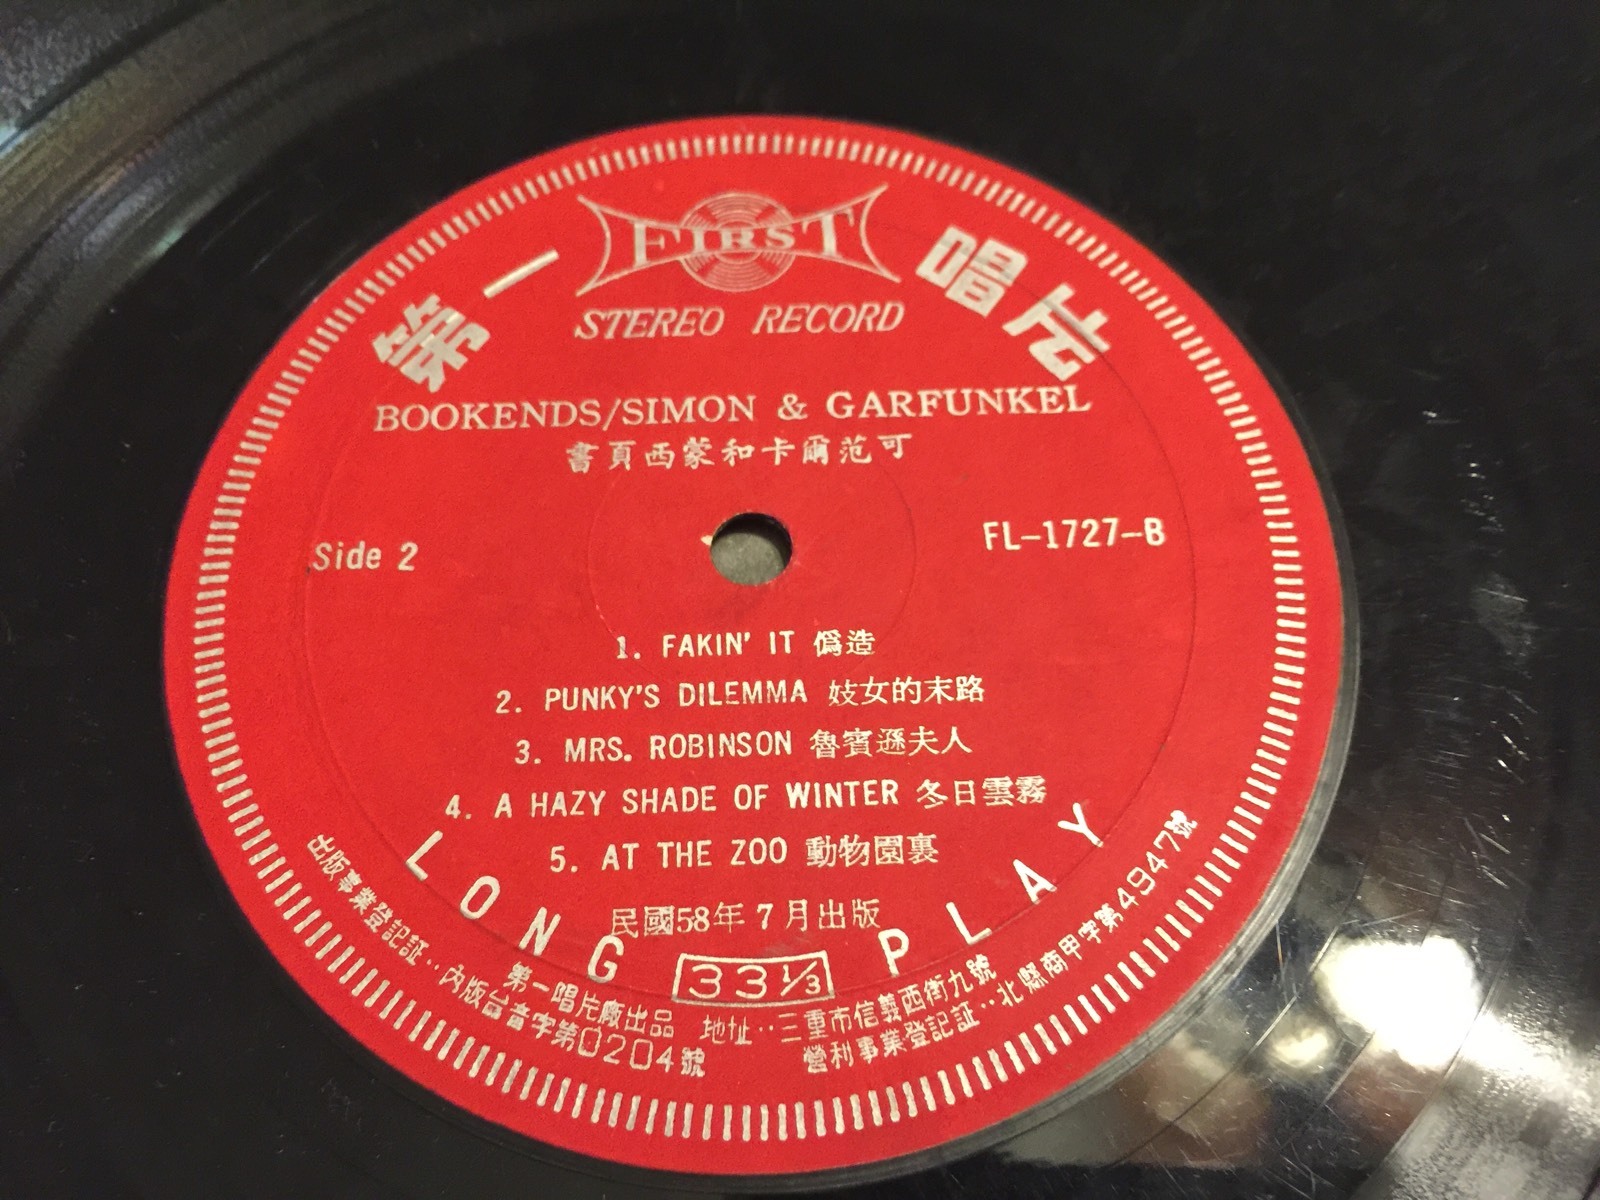 FIRST
第一唱片
STEREO RECORD
BOOKENDS/SIMON & GARFUNKEL
書頁西蒙和卡爾范可
Side 2
FL-1727-B
1. FAKIN' IT 僞造
2. PUNKY'S DILEMMA 妓女的末路
3. MRS. ROBINSON 魯賓遜夫人
4. A HAZY SHADE OF WINTER 冬日雲霧
5. AT THE ZOO 動物園裏
民國58年7月出版
LONG PLAY
33 1/3
第一唱片廠出品 地址:三重市信義西街九號
出版事業登記証:內版台音字第0204號
營利事業登記証:北縣商甲字第4947號